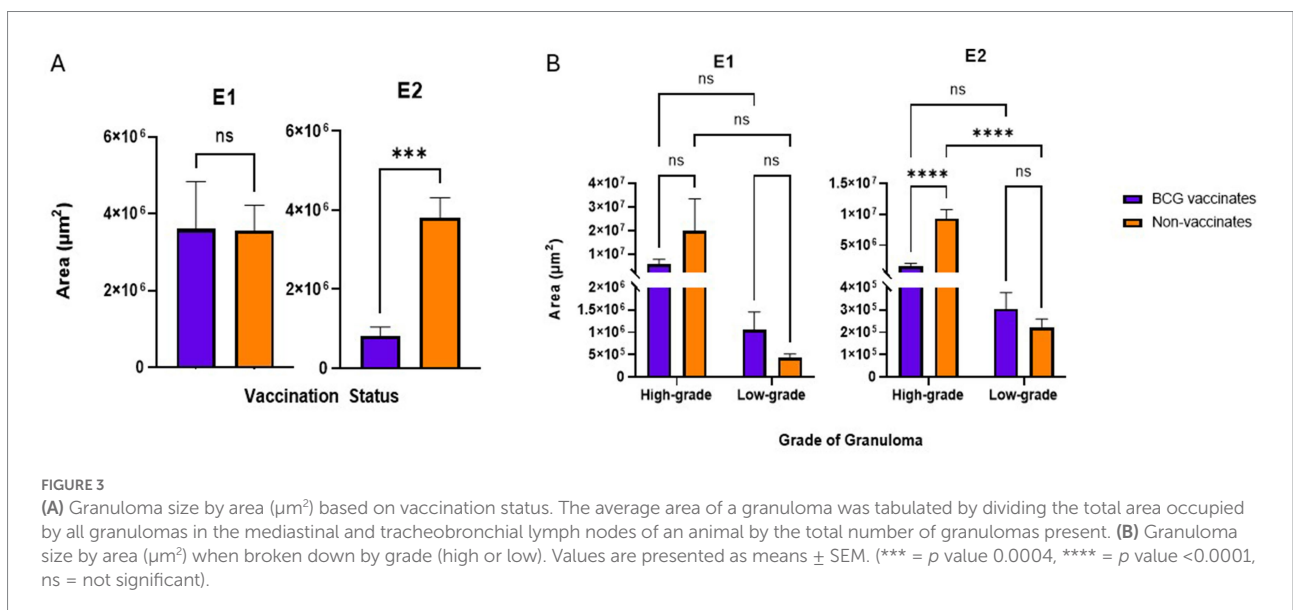 A
E1
E2
6×10⁶
4×10⁶
2×10⁶
0
ns
6×10⁶
4×10⁶
2×10⁶
0
***
Area (µm²)
Vaccination Status
B
E1
E2
ns
ns
ns
ns
4×10⁷
3×10⁷
2×10⁷
1×10⁷
2×10⁶
1×10⁶
5×10⁵
0
Area (µm²)
High-grade Low-grade
ns
****
****
ns
1.5×10⁷
1×10⁷
5×10⁶
4×10⁵
3×10⁵
2×10⁵
1×10⁵
0
High-grade Low-grade
Grade of Granuloma
BCG vaccinates
Non-vaccinates
FIGURE 3
(A) Granuloma size by area (µm²) based on vaccination status. The average area of a granuloma was tabulated by dividing the total area occupied
by all granulomas in the mediastinal and tracheobronchial lymph nodes of an animal by the total number of granulomas present. (B) Granuloma
size by area (µm²) when broken down by grade (high or low). Values are presented as means ± SEM. (*** = p value 0.0004, **** = p value <0.0001,
ns = not significant).